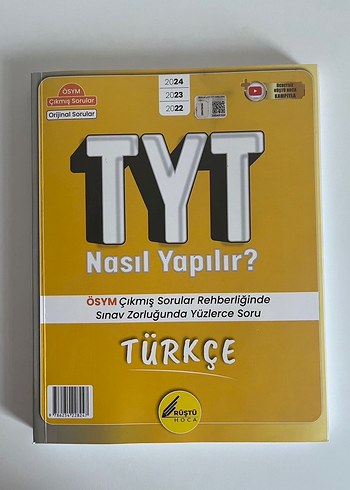 ÖSYM
Çıkmış Sorular
Orijinal Sorular
2024
2023
2022
TYT
Nasıl Yapılır?
ÖSYM Çıkmış Sorular Rehberliğinde
Sınav Zorluğunda Yüzlerce Soru
TÜRKÇE
RÜŞTÜ
HOCA